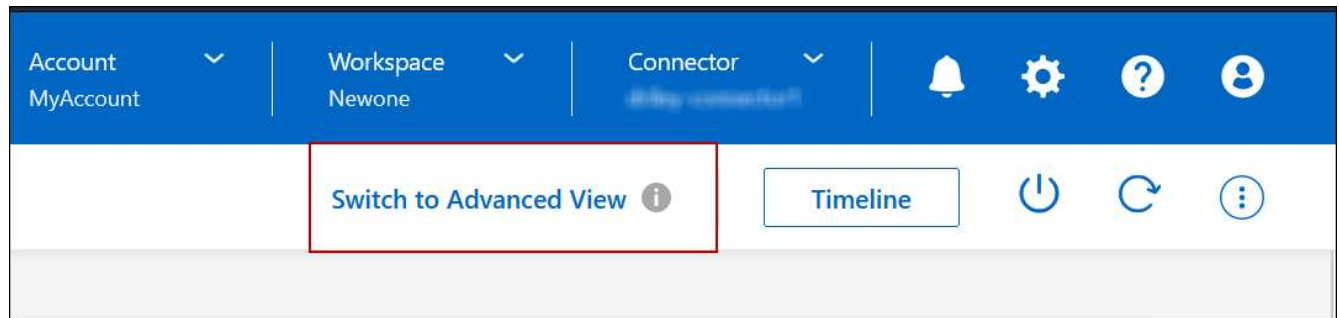 Account
MyAccount
Workspace
Newone
Connector
Switch to Advanced View
Timeline